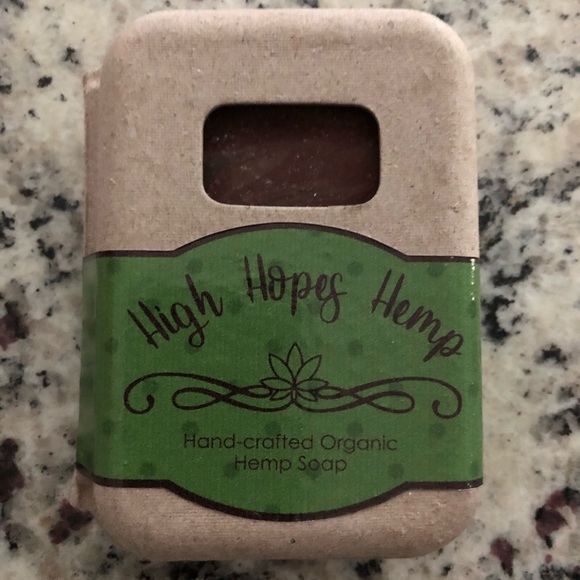 High Hopes Hemp
Hand-crafted Organic
Hemp Soap